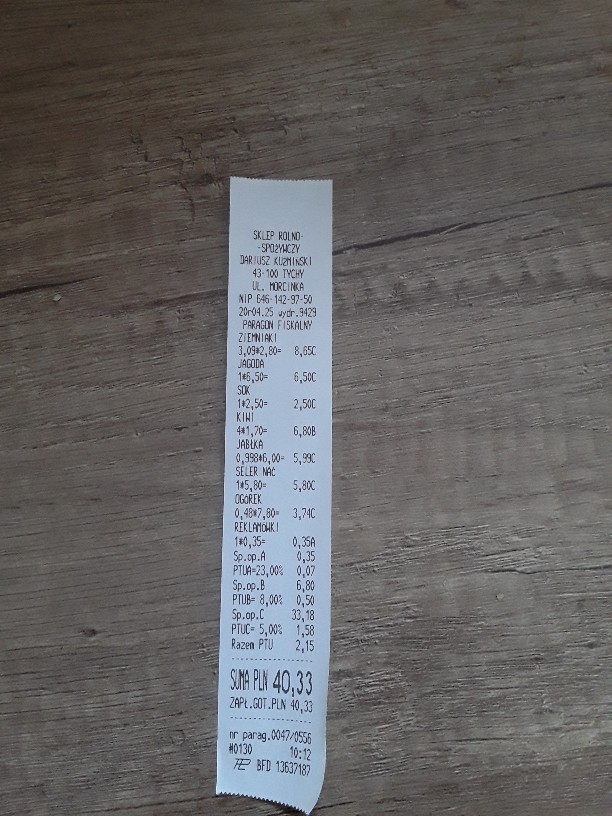 SKLEP ROLNO-
-SPOŻYWCZY
DARIUSZ KUŹMIŃSKI
43-100 TYCHY
UL. MORCINKA
NIP 646-142-97-50
20r04.25 wydr.9429
PARAGON FISKALNY
ZIEMNIAKI
3,09*2,80= 8,65C
JAGODA
1*6,50= 6,50C
SOK
1*2,50= 2,50C
KIWI
4*1,70= 6,80B
JABŁKA
0,998*6,00= 5,99C
SELER NAĆ
1*5,80= 5,80C
OGÓREK
0,48*7,80= 3,74C
REKLAMÓWKI
1*0,35= 0,35A
Sp.op.A 0,35
PTUA=23,00% 0,07
Sp.op.B 6,80
PTUB= 8,00% 0,50
Sp.op.C 33,18
PTUC= 5,00% 1,58
Razem PTU 2,15
SUMA PLN 40,33
ZAPŁ.GOT.PLN 40,33
nr parag.0047/0556
#0130 10:12
BFD 13637187